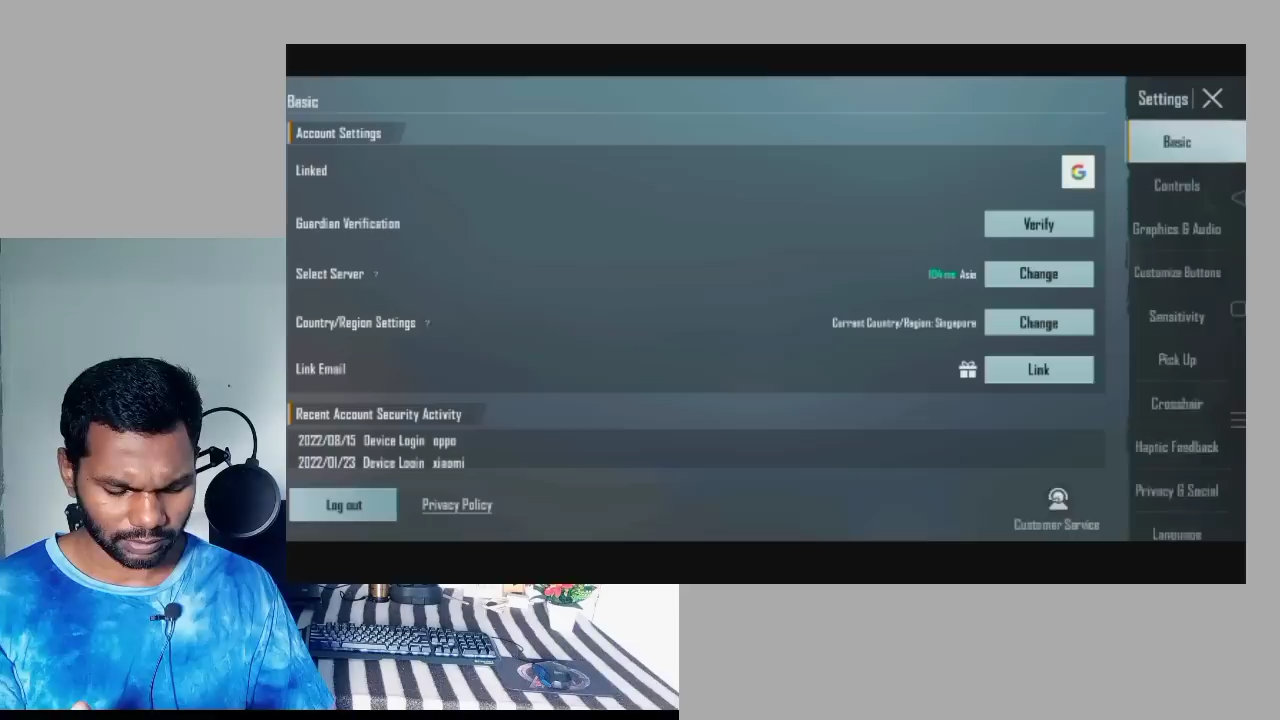 Basic
Settings
Account Settings
Basic
Linked
G
Controls
Guardian Verification
Verify
Graphics & Audio
Select Server ?
104ms Asia
Change
Customize Buttons
Country/Region Settings ?
Current Country/Region: Singapore
Change
Sensitivity
Link Email
Link
Pick Up
Recent Account Security Activity
Crosshair
2022/08/15 Device Login oppo
Haptic Feedback
2022/01/23 Device Login xiaomi
Log out
Privacy Policy
Customer Service
Privacy & Social
Language